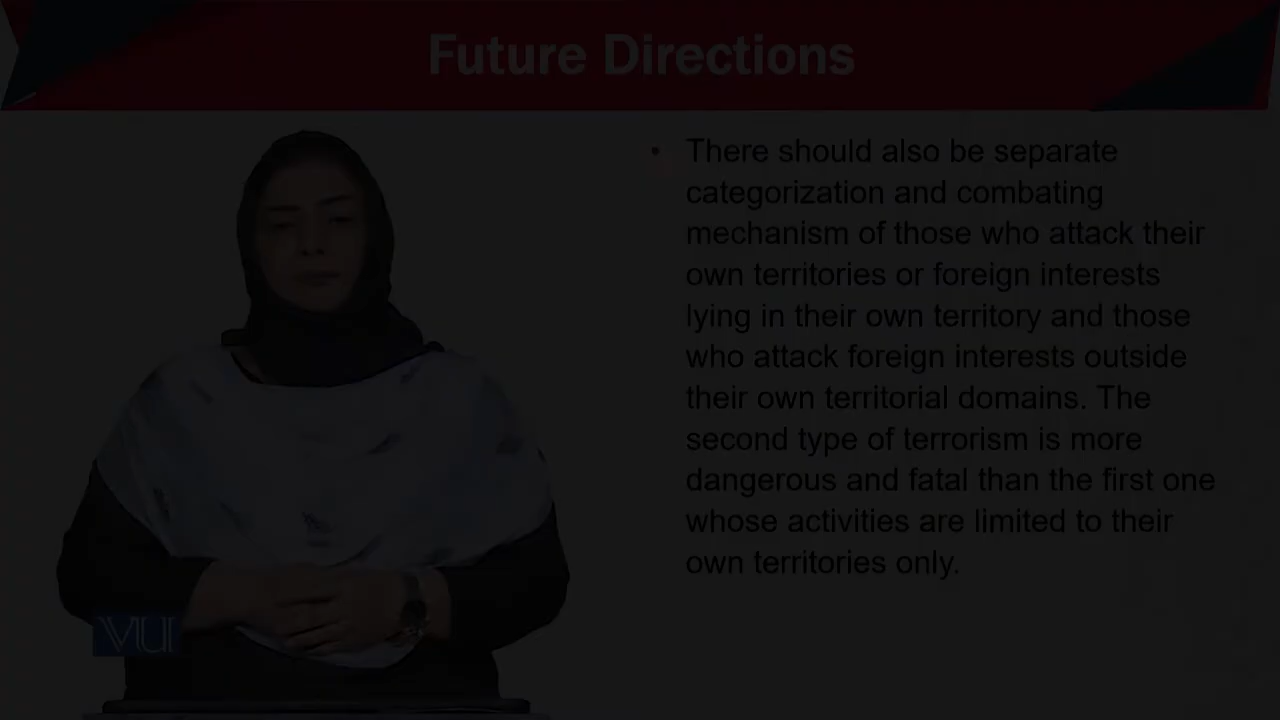 Future Directions
• There should also be separate
categorization and combating
mechanism of those who attack their
own territories or foreign interests
lying in their own territory and those
who attack foreign interests outside
their own territorial domains. The
second type of terrorism is more
dangerous and fatal than the first one
whose activities are limited to their
own territories only.
VU